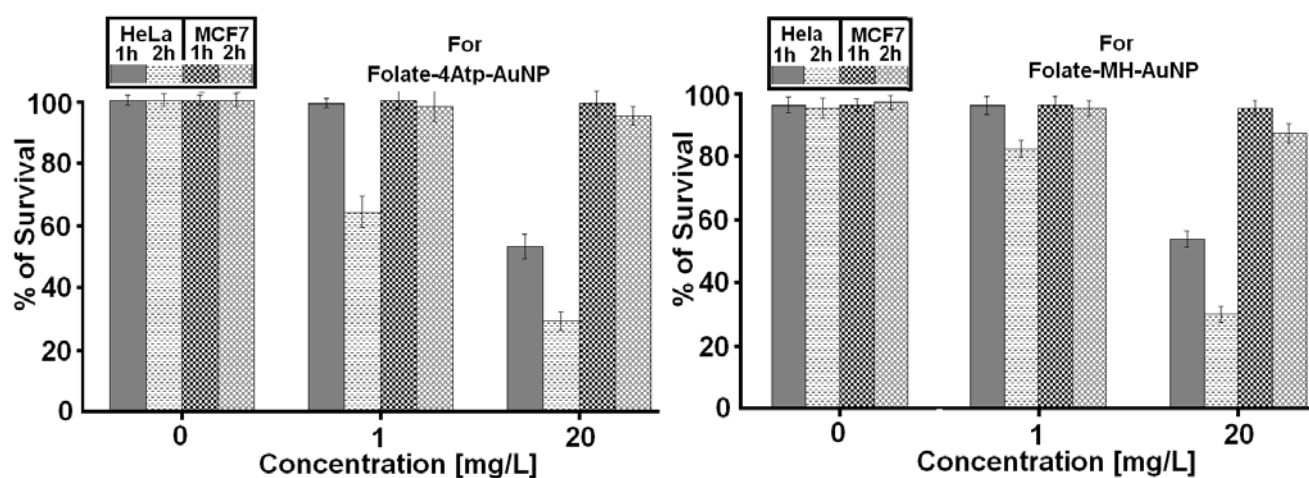 HeLa MCF7
1h 2h 1h 2h
For
Folate-4Atp-AuNP
% of Survival
100
80
60
40
20
0
0 1 20
Concentration [mg/L]
Hela MCF7
1h 2h 1h 2h
For
Folate-MH-AuNP
% of Survival
100
80
60
40
20
0
0 1 20
Concentration [mg/L]